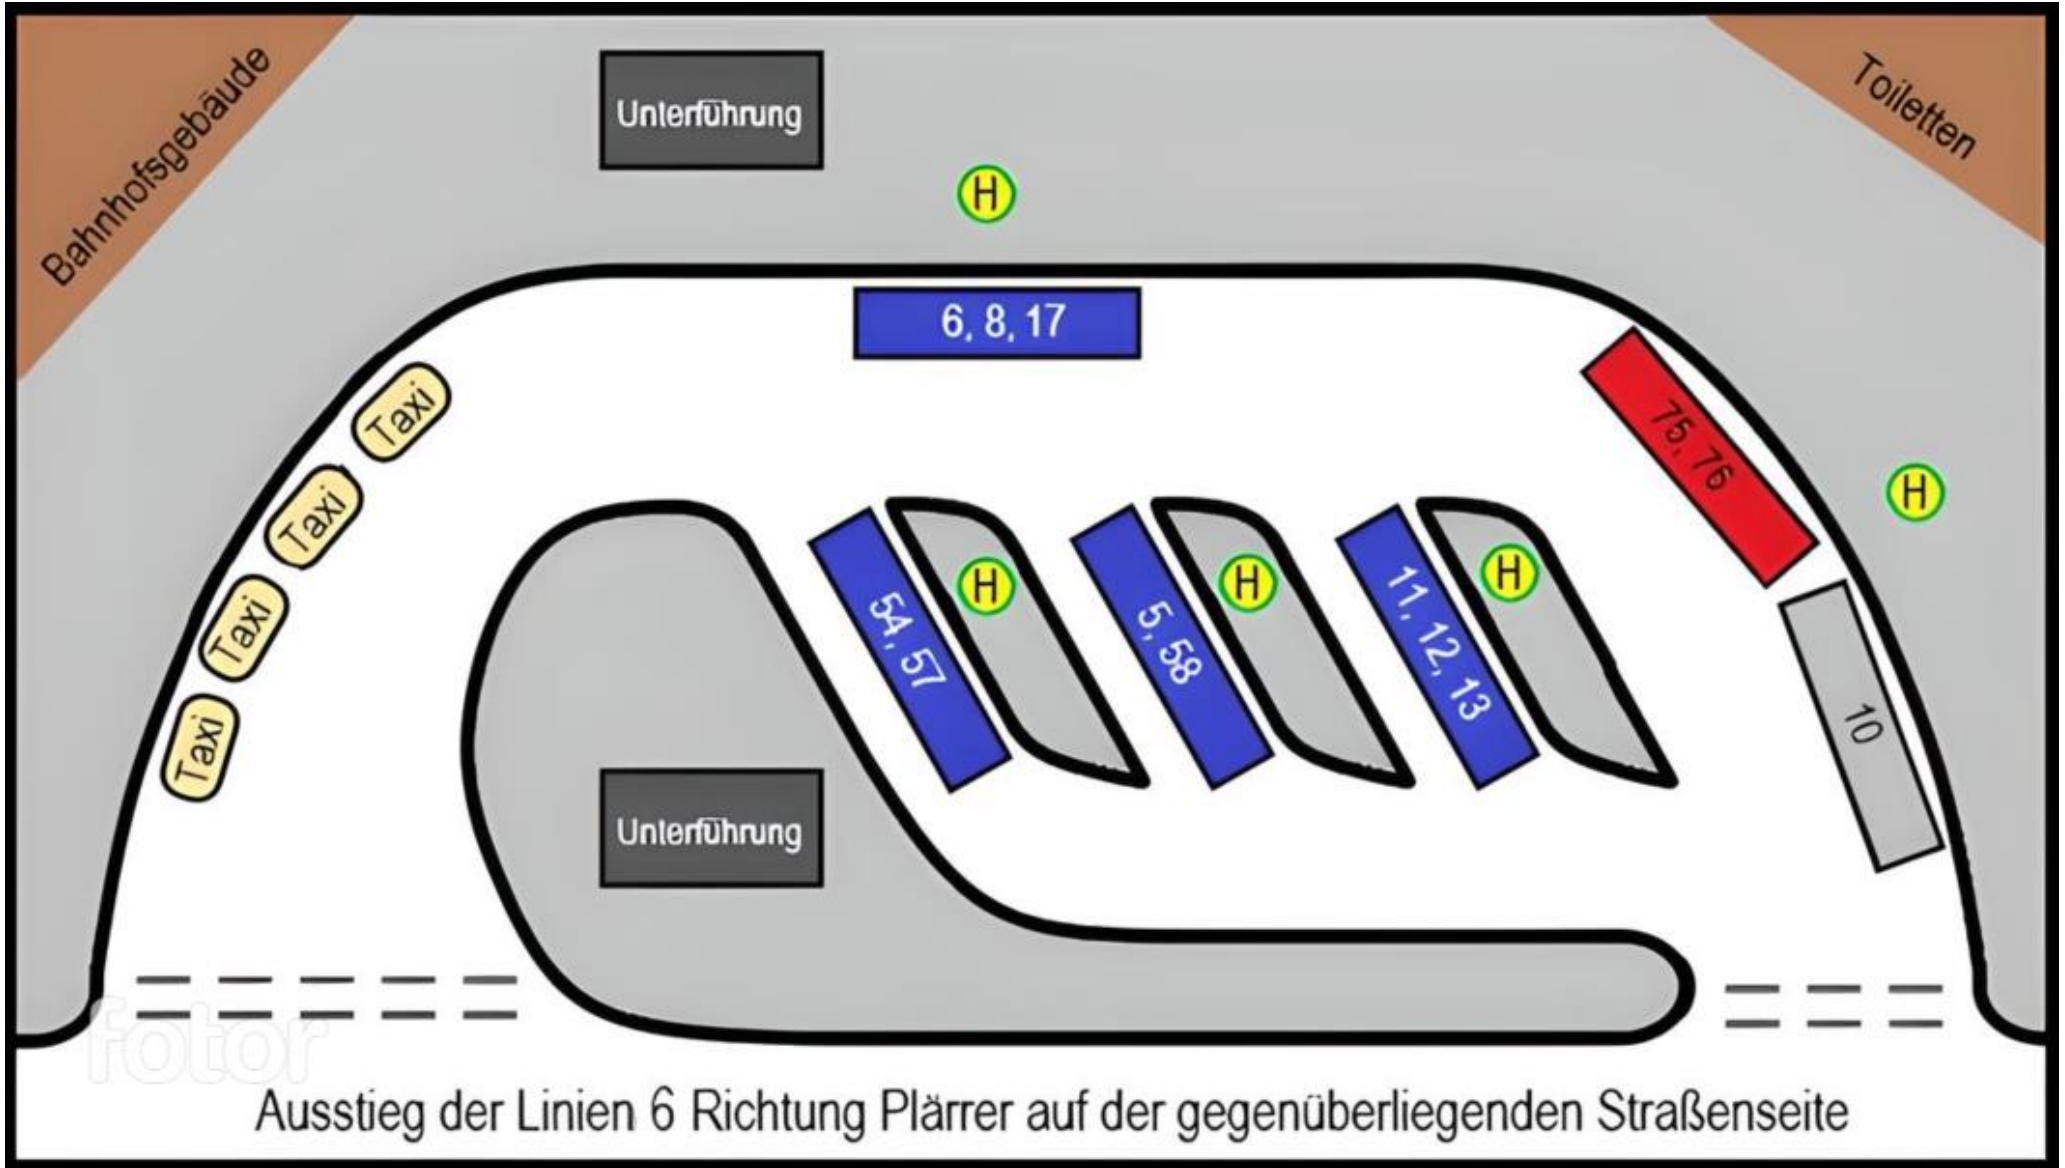 Bahnhofsgebäude
Unterführung
Toiletten
H
6, 8, 17
Taxi
Taxi
Taxi
Taxi
75, 76
H
54, 57
H
5, 58
H
11, 12, 13
H
10
Unterführung
fotor
Ausstieg der Linien 6 Richtung Plärrer auf der gegenüberliegenden Straßenseite